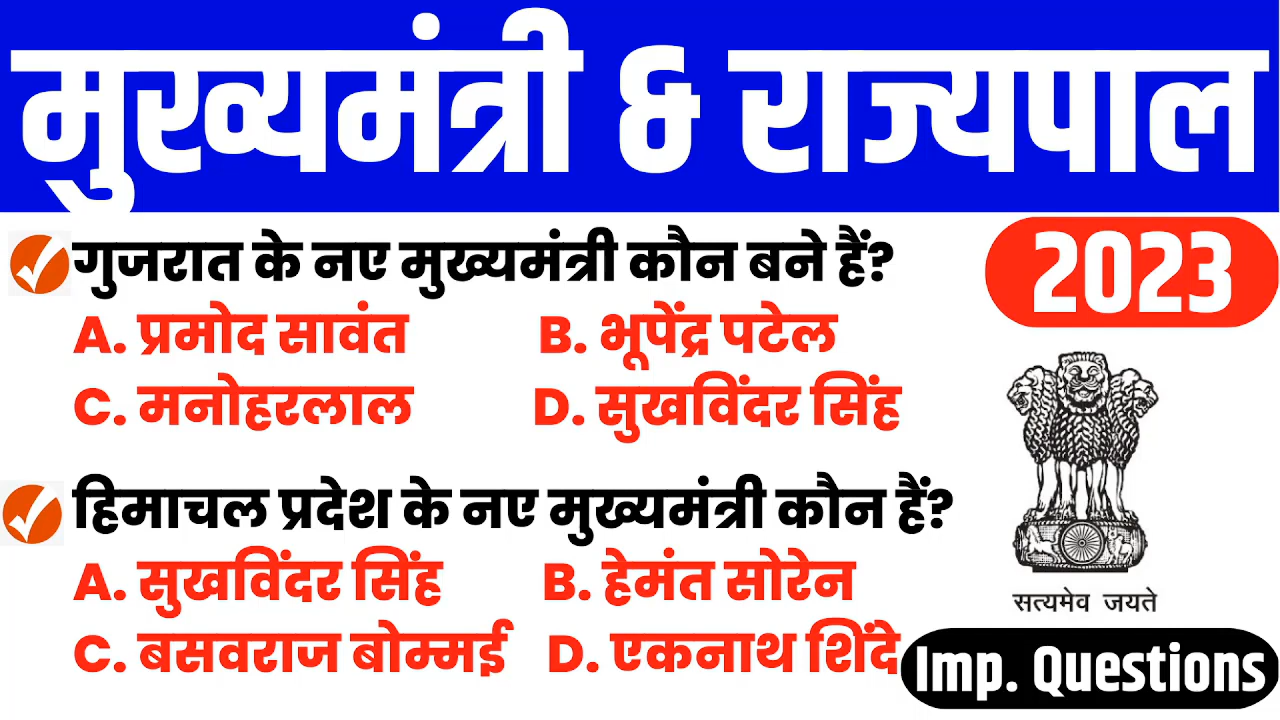 मुख्यमंत्री & राज्यपाल
2023
गुजरात के नए मुख्यमंत्री कौन बने हैं?
A. प्रमोद सावंत B. भूपेंद्र पटेल
C. मनोहरलाल D. सुखविंदर सिंह
हिमाचल प्रदेश के नए मुख्यमंत्री कौन हैं?
A. सुखविंदर सिंह B. हेमंत सोरेन
C. बसवराज बोम्मई D. एकनाथ शिंदे
सत्यमेव जयते
Imp. Questions